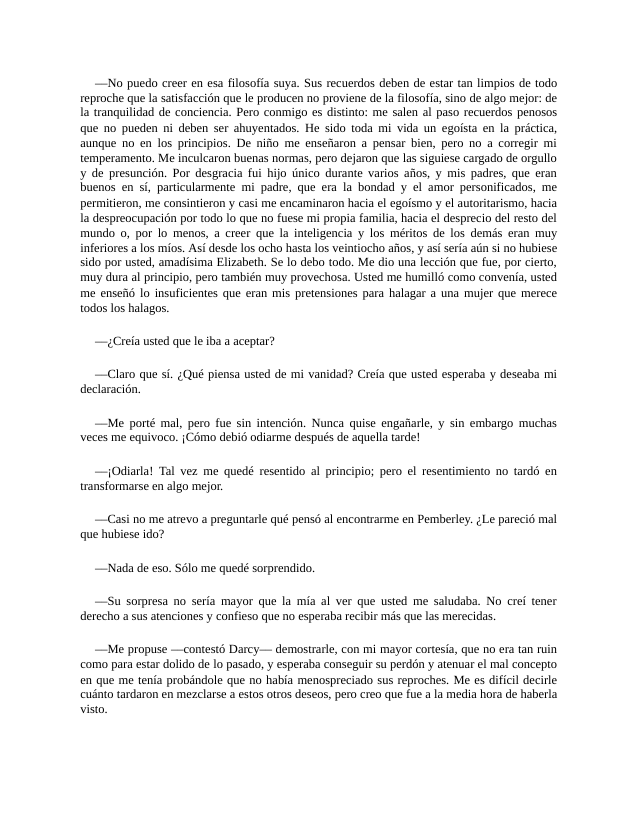 —No puedo creer en esa filosofía suya. Sus recuerdos deben de estar tan limpios de todo
reproche que la satisfacción que le producen no proviene de la filosofía, sino de algo mejor: de
la tranquilidad de conciencia. Pero conmigo es distinto: me salen al paso recuerdos penosos
que no pueden ni deben ser ahuyentados. He sido toda mi vida un egoísta en la práctica,
aunque no en los principios. De niño me enseñaron a pensar bien, pero no a corregir mi
temperamento. Me inculcaron buenas normas, pero dejaron que las siguiese cargado de orgullo
y de presunción. Por desgracia fui hijo único durante varios años, y mis padres, que eran
buenos en sí, particularmente mi padre, que era la bondad y el amor personificados, me
permitieron, me consintieron y casi me encaminaron hacia el egoísmo y el autoritarismo, hacia
la despreocupación por todo lo que no fuese mi propia familia, hacia el desprecio del resto del
mundo o, por lo menos, a creer que la inteligencia y los méritos de los demás eran muy
inferiores a los míos. Así desde los ocho hasta los veintiocho años, y así sería aún si no hubiese
sido por usted, amadísima Elizabeth. Se lo debo todo. Me dio una lección que fue, por cierto,
muy dura al principio, pero también muy provechosa. Usted me humilló como convenía, usted
me enseñó lo insuficientes que eran mis pretensiones para halagar a una mujer que merece
todos los halagos.
—¿Creía usted que le iba a aceptar?
—Claro que sí. ¿Qué piensa usted de mi vanidad? Creía que usted esperaba y deseaba mi
declaración.
—Me porté mal, pero fue sin intención. Nunca quise engañarle, y sin embargo muchas
veces me equivoco. ¡Cómo debió odiarme después de aquella tarde!
—¡Odiarla! Tal vez me quedé resentido al principio; pero el resentimiento no tardó en
transformarse en algo mejor.
—Casi no me atrevo a preguntarle qué pensó al encontrarme en Pemberley. ¿Le pareció mal
que hubiese ido?
—Nada de eso. Sólo me quedé sorprendido.
—Su sorpresa no sería mayor que la mía al ver que usted me saludaba. No creí tener
derecho a sus atenciones y confieso que no esperaba recibir más que las merecidas.
—Me propuse —contestó Darcy— demostrarle, con mi mayor cortesía, que no era tan ruin
como para estar dolido de lo pasado, y esperaba conseguir su perdón y atenuar el mal concepto
en que me tenía probándole que no había menospreciado sus reproches. Me es difícil decirle
cuánto tardaron en mezclarse a estos otros deseos, pero creo que fue a la media hora de haberla
visto.